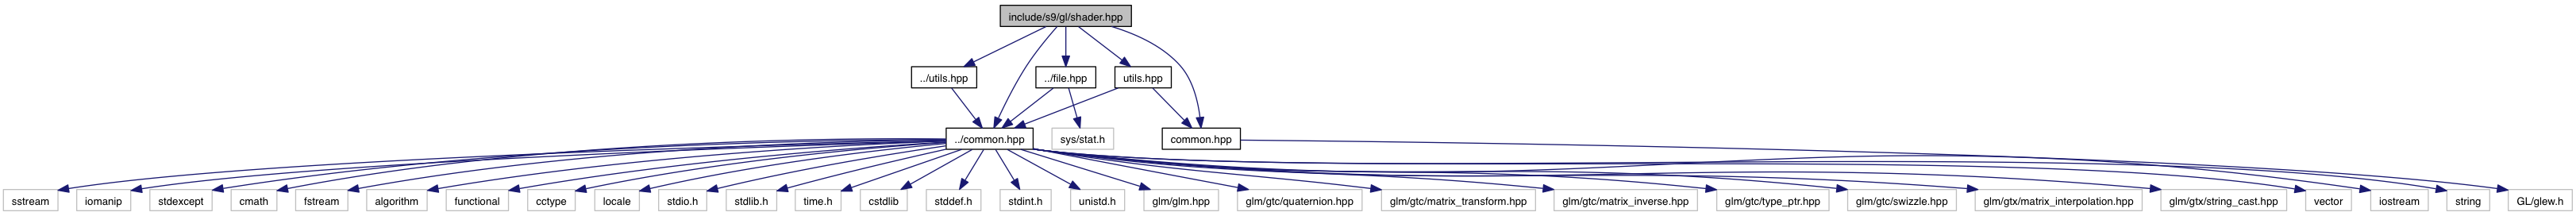 include/s9/gl/shader.hpp
../utils.hpp
../file.hpp
utils.hpp
../common.hpp
sys/stat.h
common.hpp
sstream
iomanip
stdexcept
cmath
fstream
algorithm
functional
cctype
locale
stdio.h
stdlib.h
time.h
cstdlib
stddef.h
stdint.h
unistd.h
glm/glm.hpp
glm/gtc/quaternion.hpp
glm/gtc/matrix_transform.hpp
glm/gtc/matrix_inverse.hpp
glm/gtc/type_ptr.hpp
glm/gtc/swizzle.hpp
glm/gtx/matrix_interpolation.hpp
glm/gtx/string_cast.hpp
vector
iostream
string
GL/glew.h